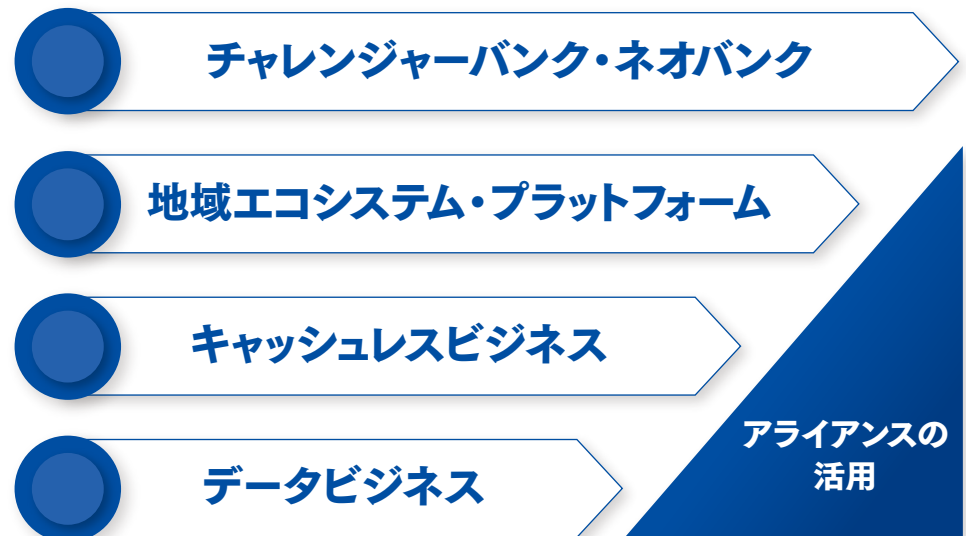 チャレンジャーバンク・ネオバンク
地域エコシステム・プラットフォーム
キャッシュレスビジネス
データビジネス
アライアンスの
活用